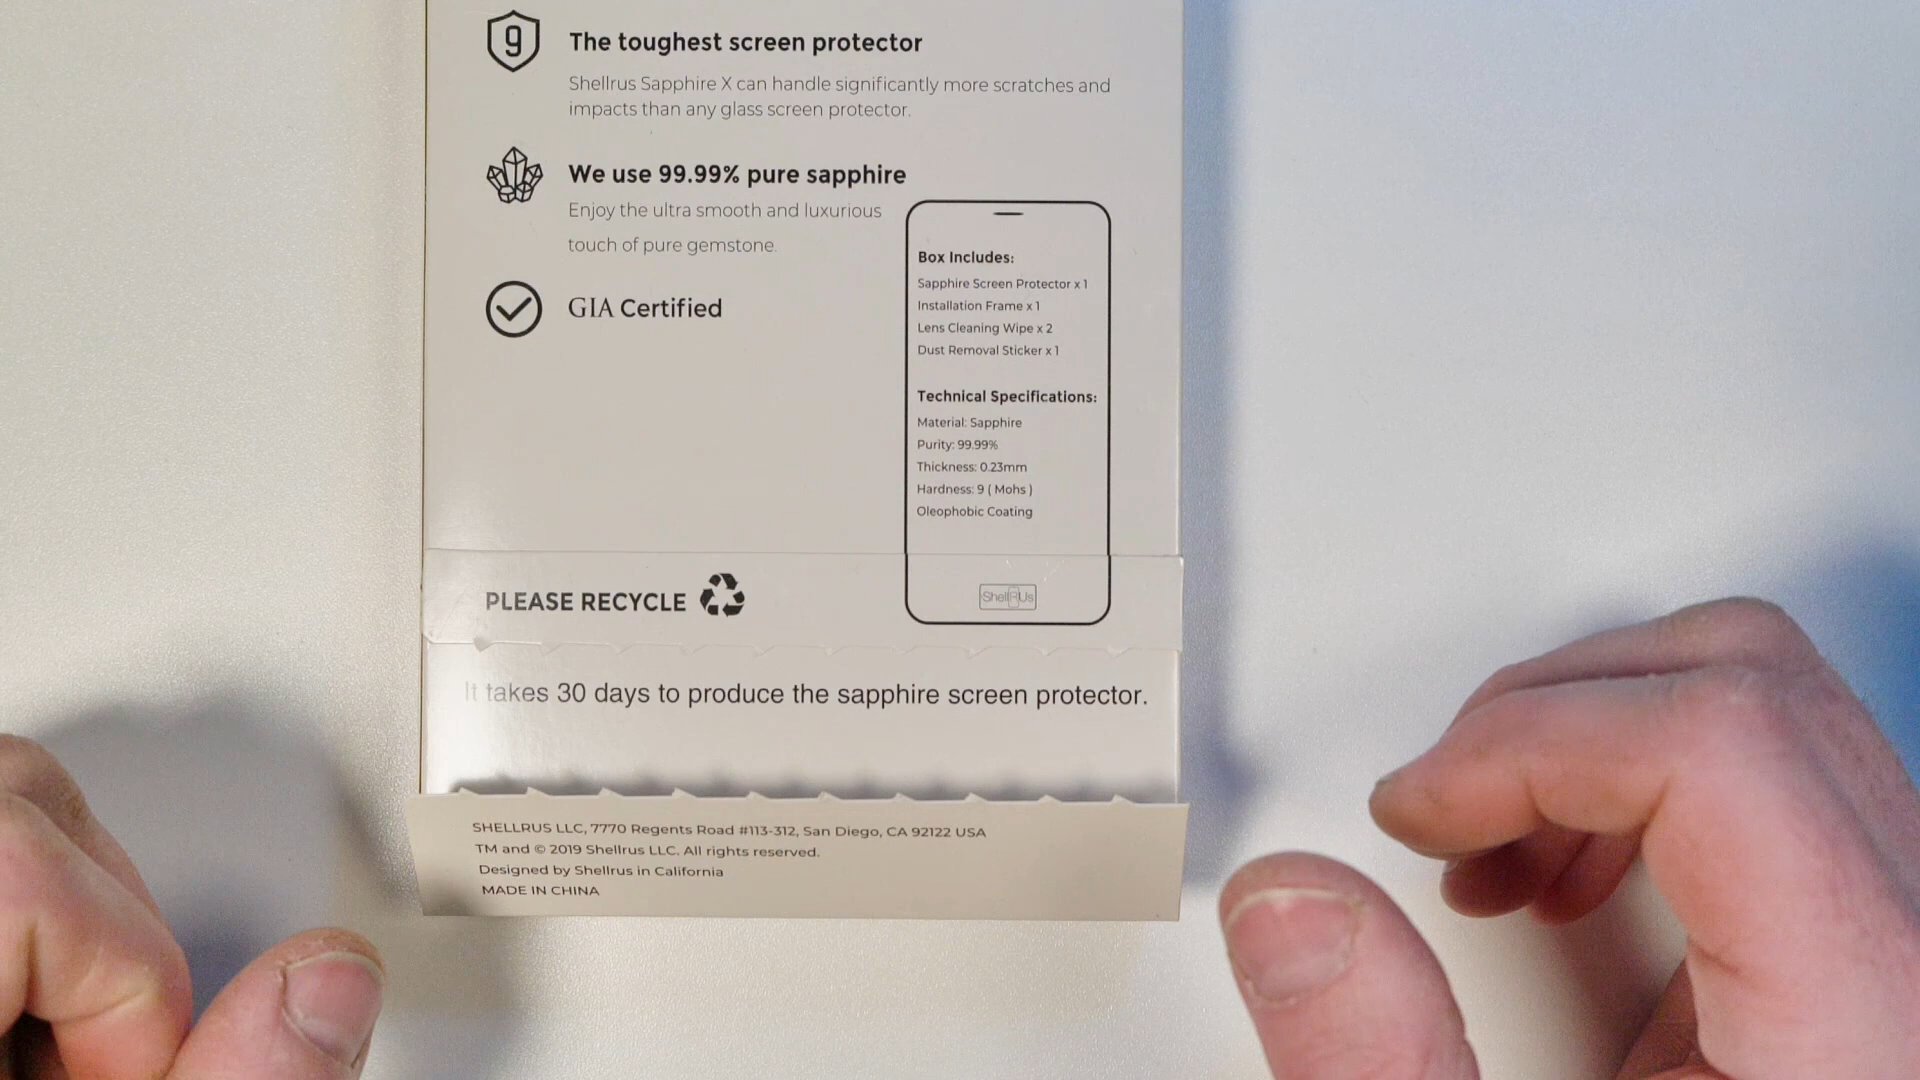 9
The toughest screen protector
Shellrus Sapphire X can handle significantly more scratches and
impacts than any glass screen protector.
We use 99.99% pure sapphire
Enjoy the ultra smooth and luxurious
touch of pure gemstone.
GIA Certified
Box Includes:
Sapphire Screen Protector x 1
Installation Frame x 1
Lens Cleaning Wipe x 2
Dust Removal Sticker x 1
Technical Specifications:
Material: Sapphire
Purity: 99.99%
Thickness: 0.23mm
Hardness: 9 ( Mohs )
Oleophobic Coating
ShellRUs
PLEASE RECYCLE
It takes 30 days to produce the sapphire screen protector.
SHELLRUS LLC, 7770 Regents Road #113-312, San Diego, CA 92122 USA
TM and © 2019 Shellrus LLC. All rights reserved.
Designed by Shellrus in California
MADE IN CHINA